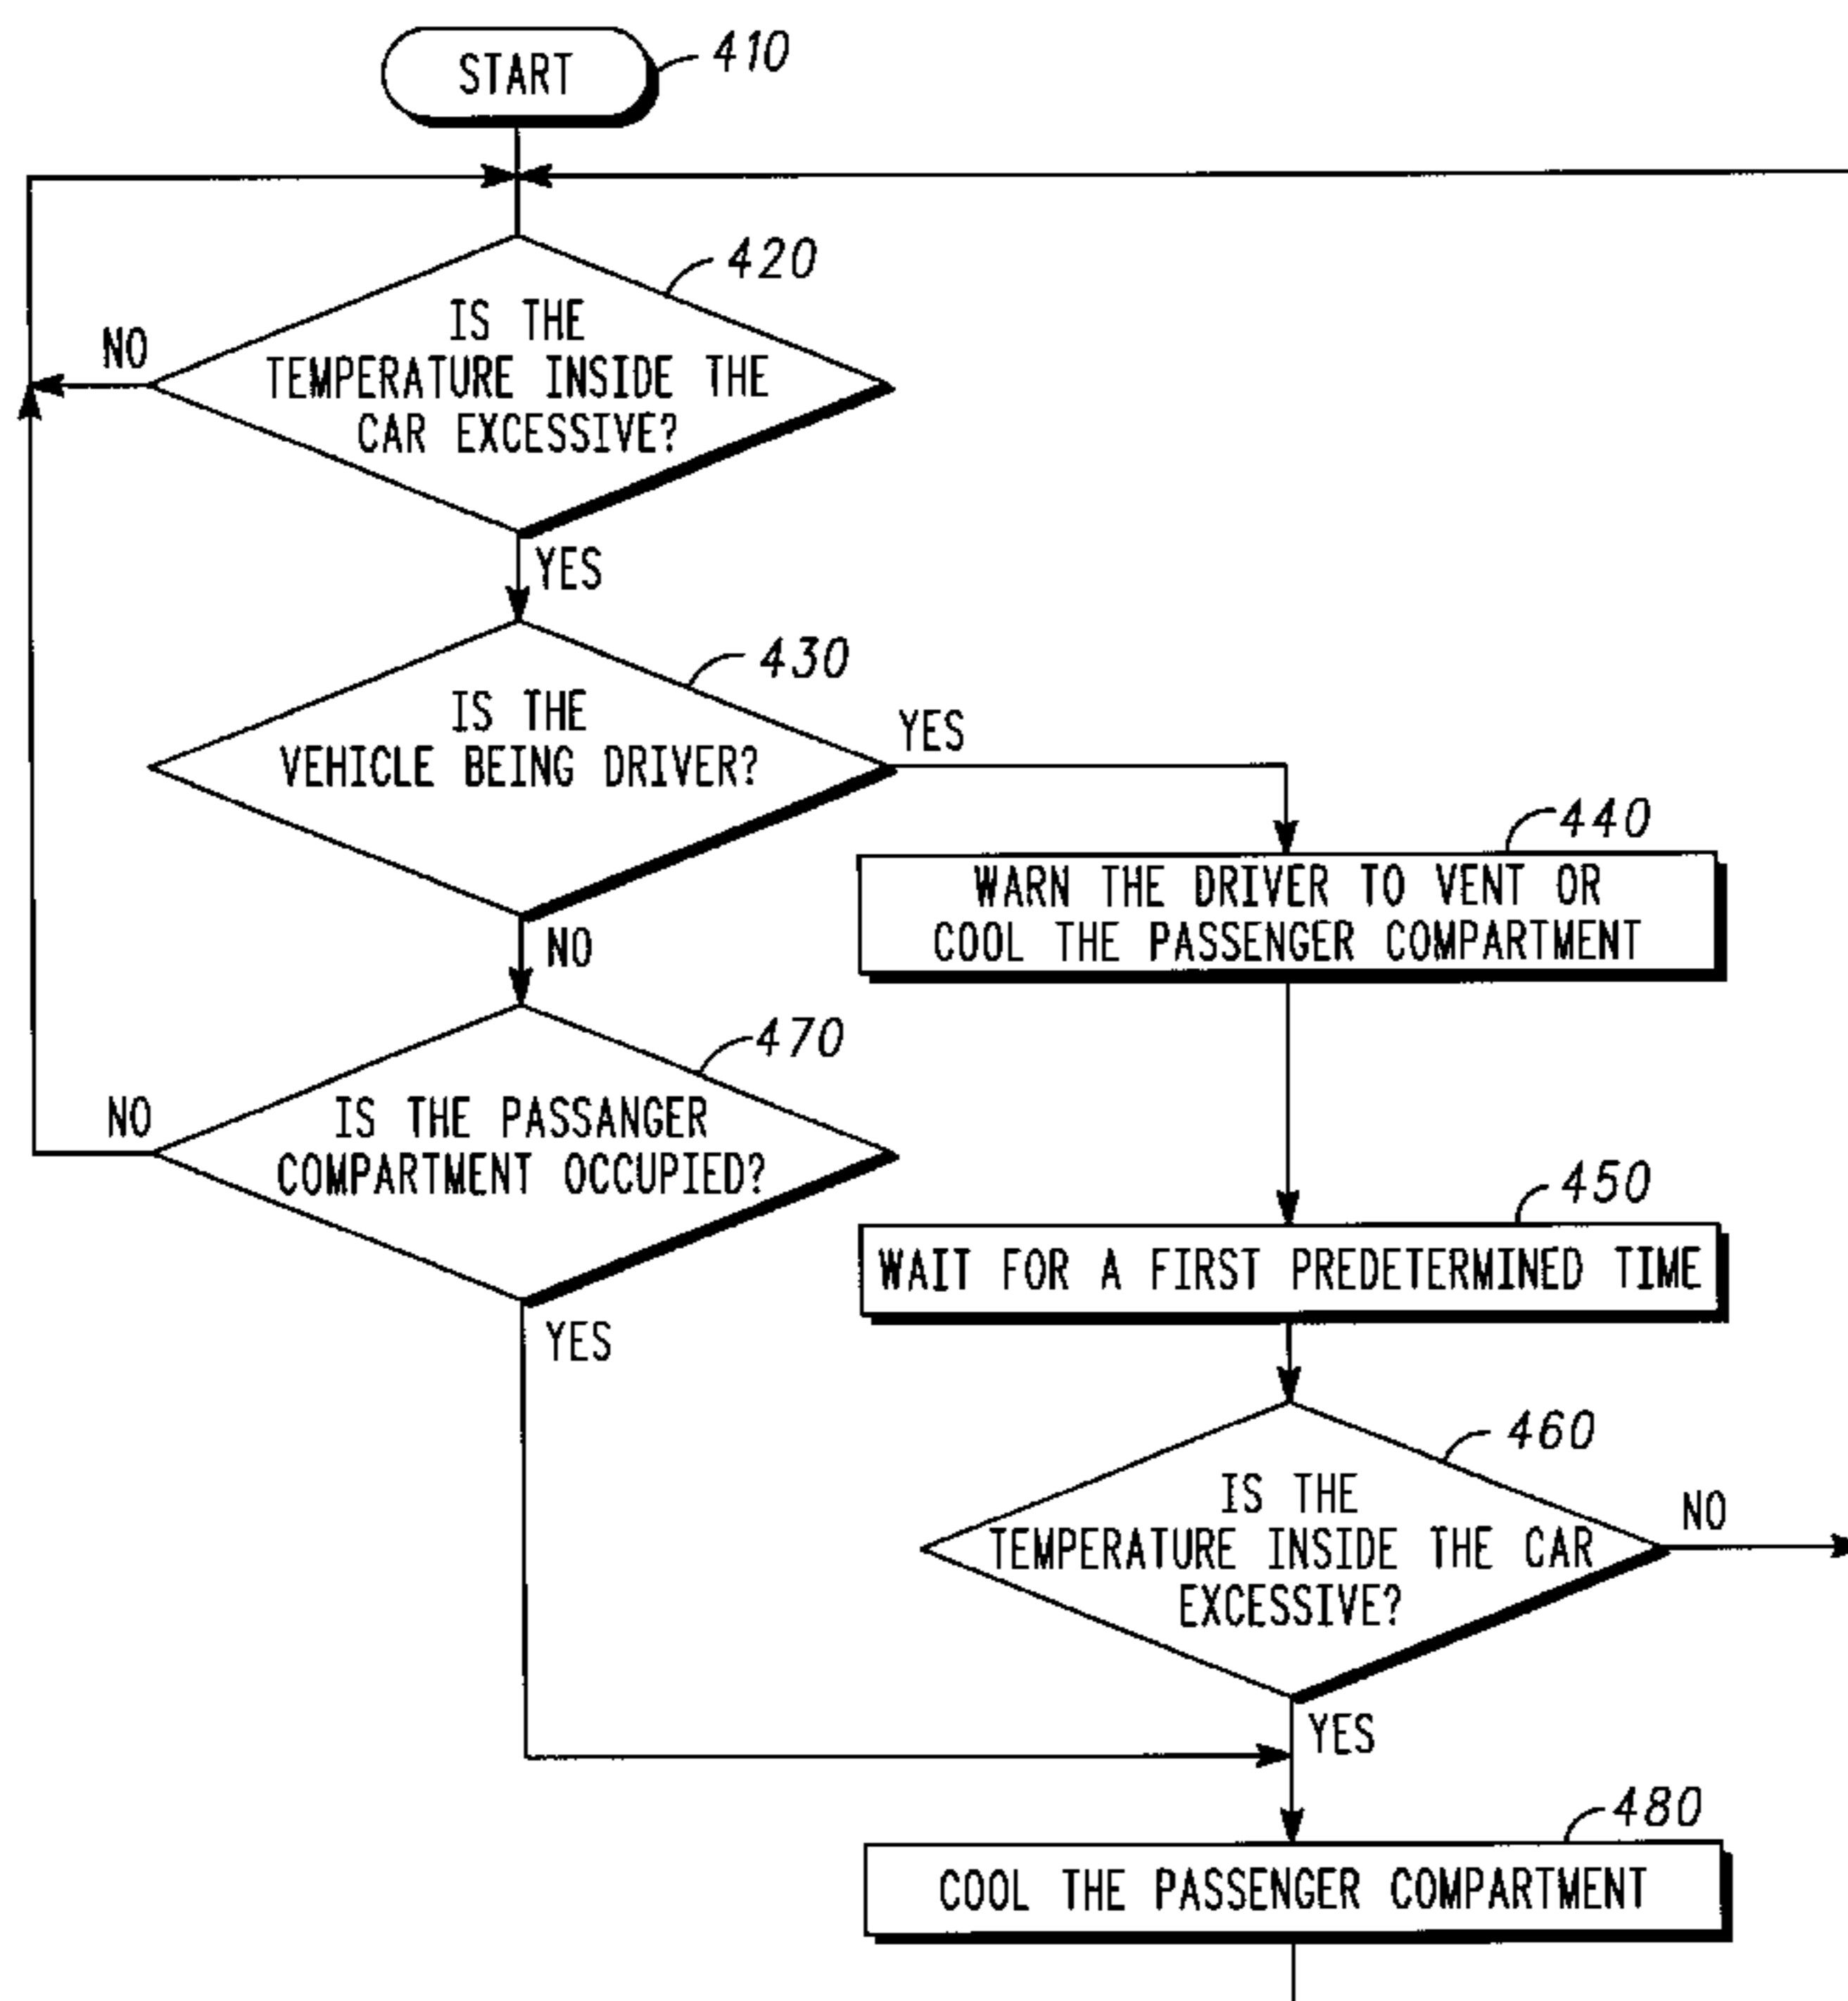 START
410
420
IS THE
TEMPERATURE INSIDE THE
CAR EXCESSIVE?
NO
YES
430
IS THE
VEHICLE BEING DRIVER?
YES
NO
440
WARN THE DRIVER TO VENT OR
COOL THE PASSENGER COMPARTMENT
470
IS THE PASSANGER
COMPARTMENT OCCUPIED?
NO
YES
450
WAIT FOR A FIRST PREDETERMINED TIME
460
IS THE
TEMPERATURE INSIDE THE CAR
EXCESSIVE?
NO
YES
480
COOL THE PASSENGER COMPARTMENT